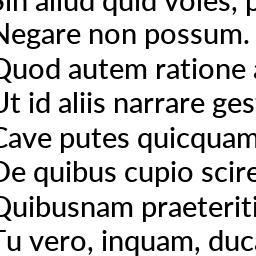 Sin aliud quid voles, p
Negare non possum.
Quod autem ratione a
Ut id aliis narrare ges
Cave putes quicquam
De quibus cupio scire
Quibusnam praeteriti
Tu vero, inquam, duca